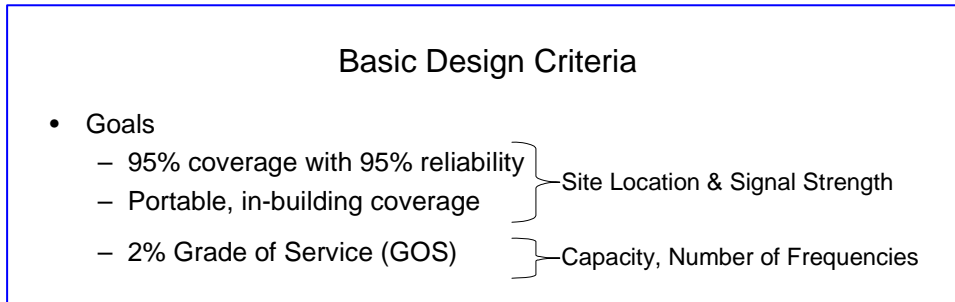 Basic Design Criteria
• Goals
– 95% coverage with 95% reliability
– Portable, in-building coverage
Site Location & Signal Strength
– 2% Grade of Service (GOS)
Capacity, Number of Frequencies